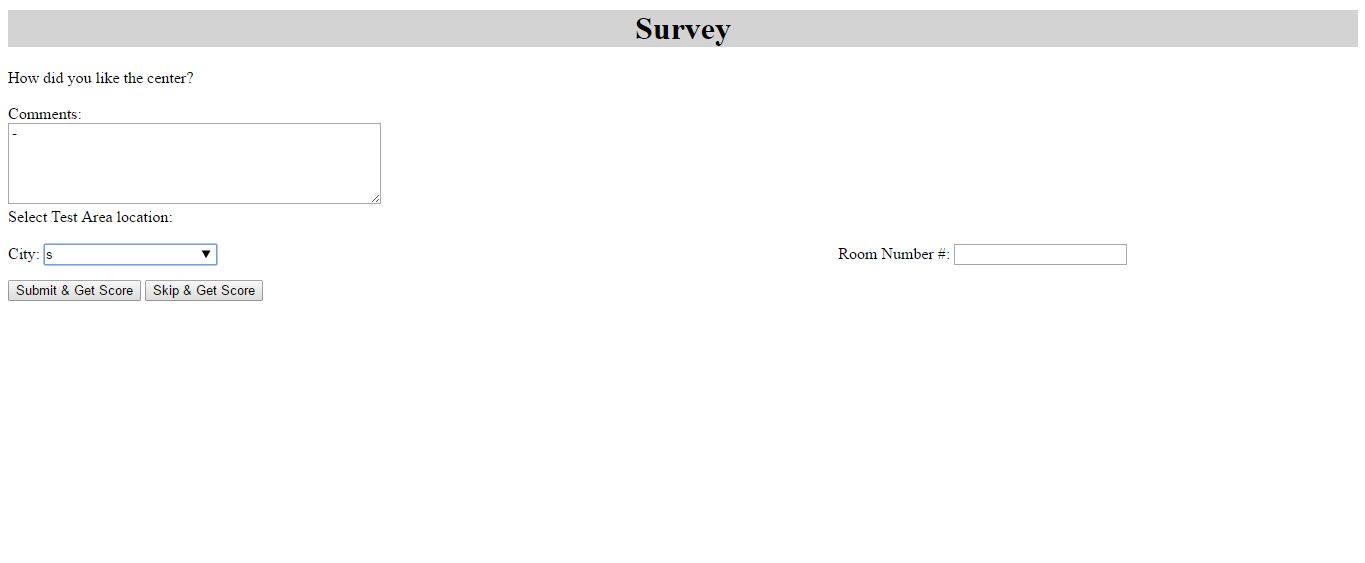 Survey
How did you like the center?
Comments:
-
Select Test Area location:
City: s ▼ Room Number #:
Submit & Get Score Skip & Get Score